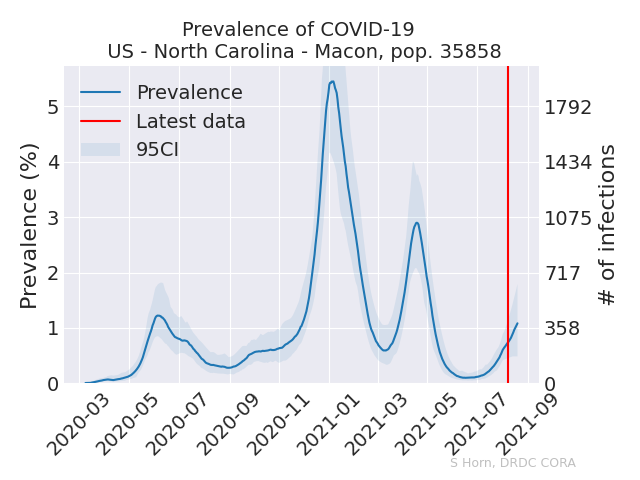 Prevalence of COVID-19
US - North Carolina - Macon, pop. 35858
Prevalence
Latest data
95CI
Prevalence (%)
5
4
3
2
1
0
1792
1434
1075
717
358
0
# of infections
2020-03
2020-05
2020-07
2020-09
2020-11
2021-01
2021-03
2021-05
2021-07
2021-09
S Horn, DRDC CORA